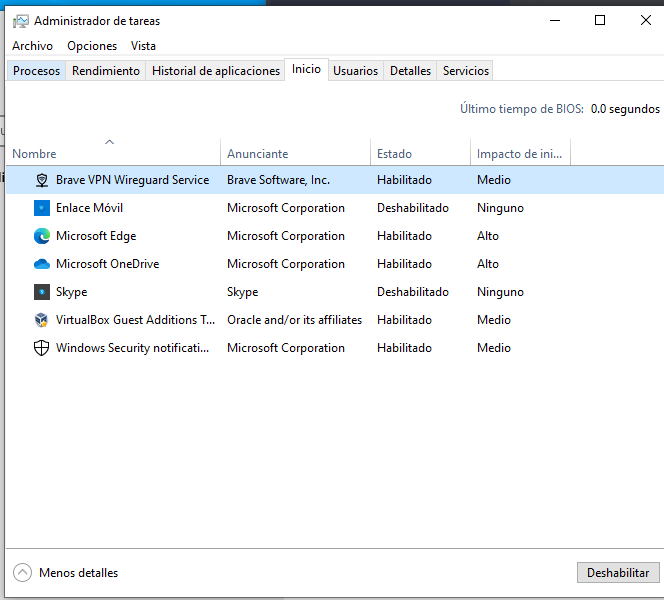 Administrador de tareas
Archivo Opciones Vista
Procesos Rendimiento Historial de aplicaciones Inicio Usuarios Detalles Servicios
Último tiempo de BIOS: 0.0 segundos
Nombre Anunciante Estado Impacto de ini...
Brave VPN Wireguard Service Brave Software, Inc. Habilitado Medio
Enlace Móvil Microsoft Corporation Deshabilitado Ninguno
Microsoft Edge Microsoft Corporation Habilitado Alto
Microsoft OneDrive Microsoft Corporation Habilitado Alto
Skype Skype Deshabilitado Ninguno
VirtualBox Guest Additions T... Oracle and/or its affiliates Habilitado Medio
Windows Security notificati... Microsoft Corporation Habilitado Medio
Menos detalles Deshabilitar